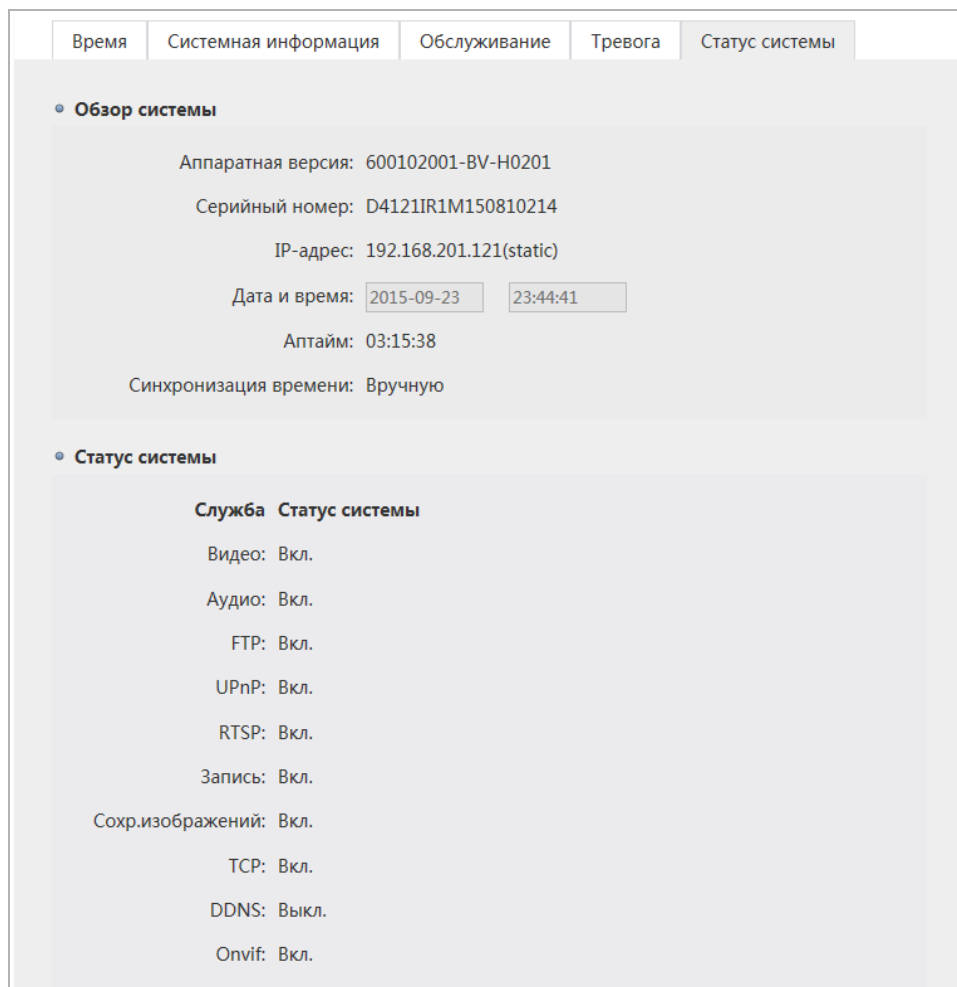 Время Системная информация Обслуживание Тревога Статус системы
Обзор системы
Аппаратная версия: 600102001-BV-H0201
Серийный номер: D4121IR1M150810214
IP-адрес: 192.168.201.121(static)
Дата и время: 2015-09-23 23:44:41
Аптайм: 03:15:38
Синхронизация времени: Вручную
Статус системы
Служба Статус системы
Видео: Вкл.
Аудио: Вкл.
FTP: Вкл.
UPnP: Вкл.
RTSP: Вкл.
Запись: Вкл.
Сохр.изображений: Вкл.
TCP: Вкл.
DDNS: Выкл.
Onvif: Вкл.